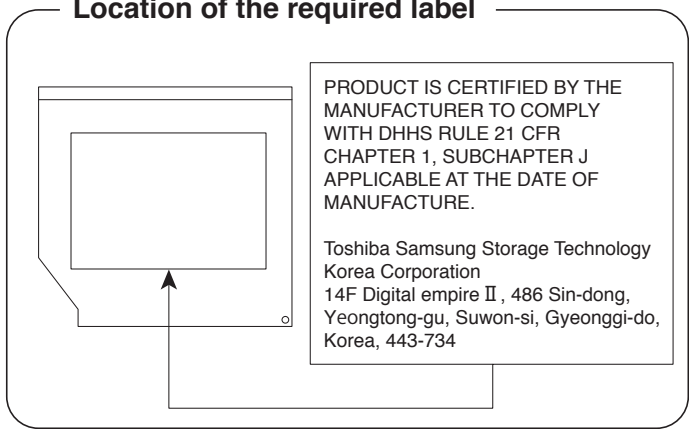 Location of the required label
PRODUCT IS CERTIFIED BY THE
MANUFACTURER TO COMPLY
WITH DHHS RULE 21 CFR
CHAPTER 1, SUBCHAPTER J
APPLICABLE AT THE DATE OF
MANUFACTURE.
Toshiba Samsung Storage Technology
Korea Corporation
14F Digital empire Ⅱ , 486 Sin-dong,
Yeongtong-gu, Suwon-si, Gyeonggi-do,
Korea, 443-734